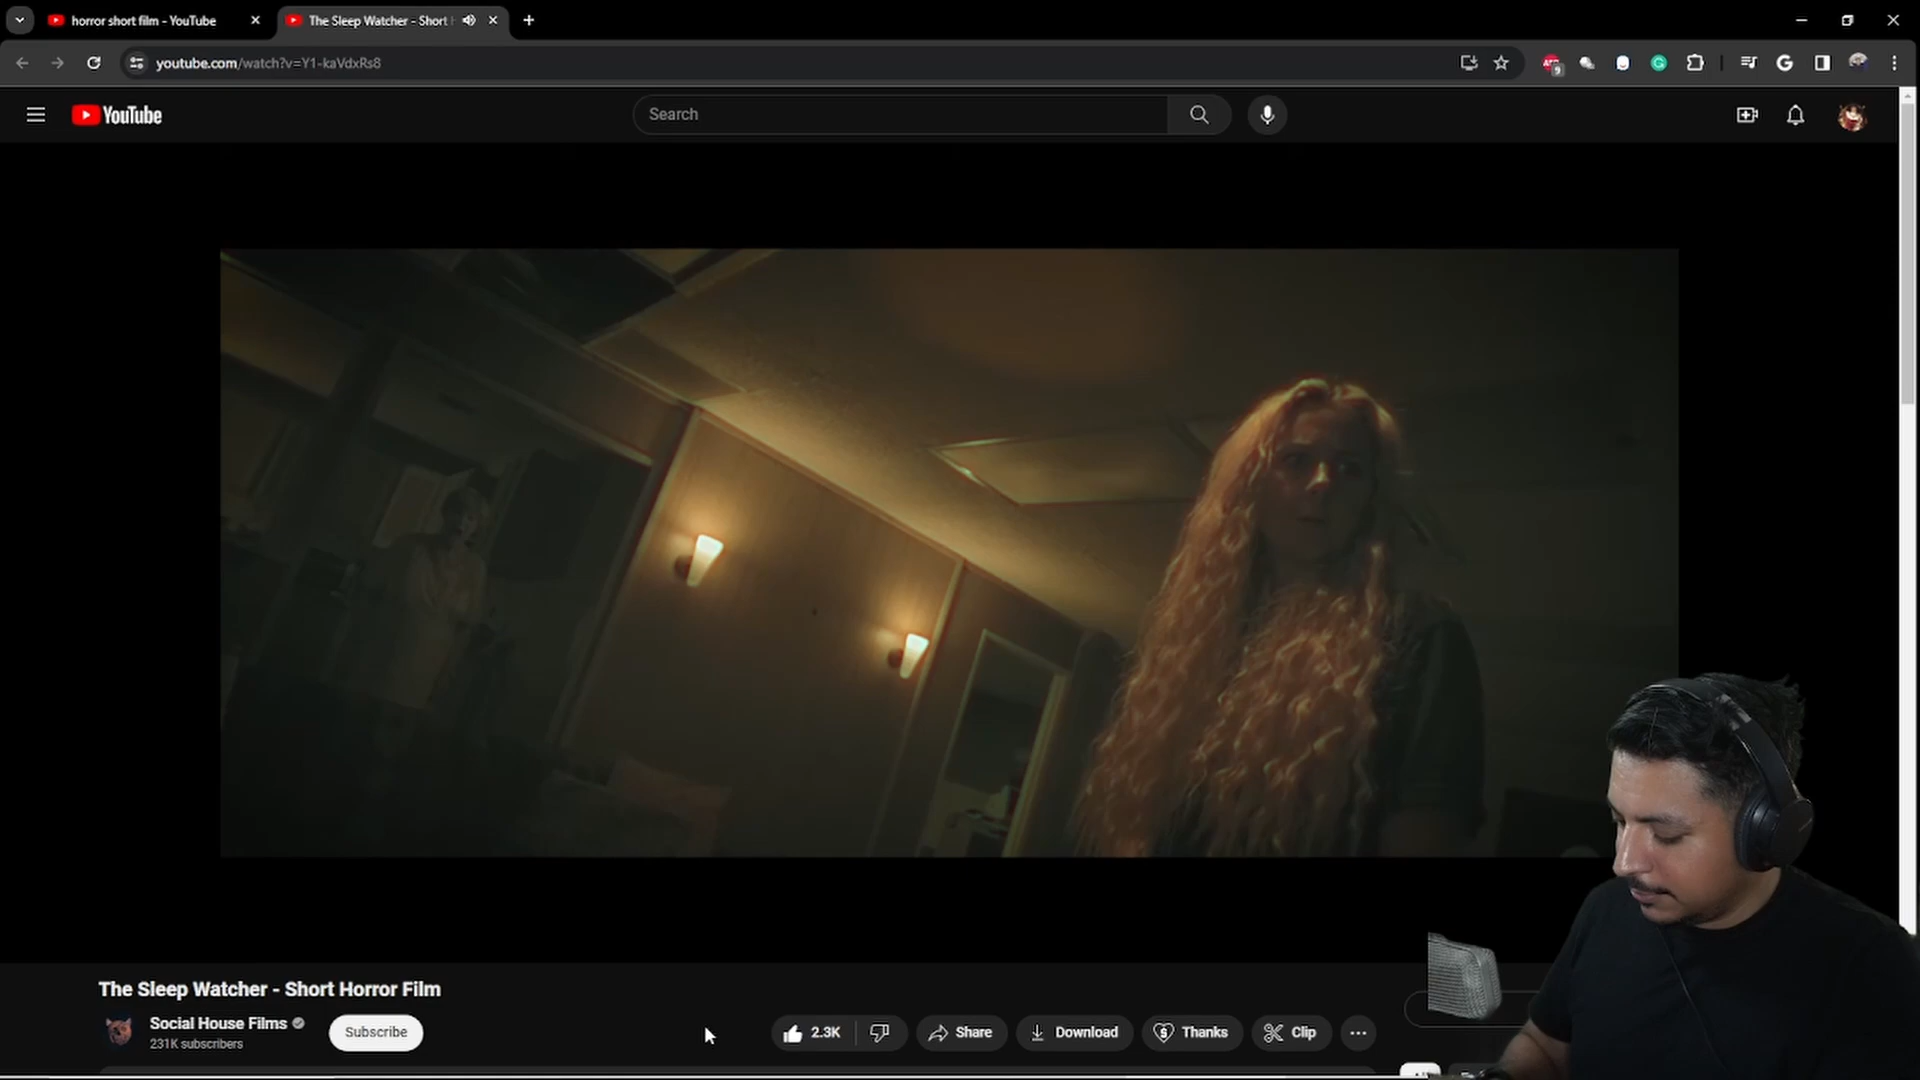 horror short film - YouTube
The Sleep Watcher - Short
youtube.com/watch?v=Y1-kaVdxRs8
9
YouTube
Search
The Sleep Watcher - Short Horror Film
Social House Films
231K subscribers
Subscribe
2.3K
Share
Download
Thanks
Clip